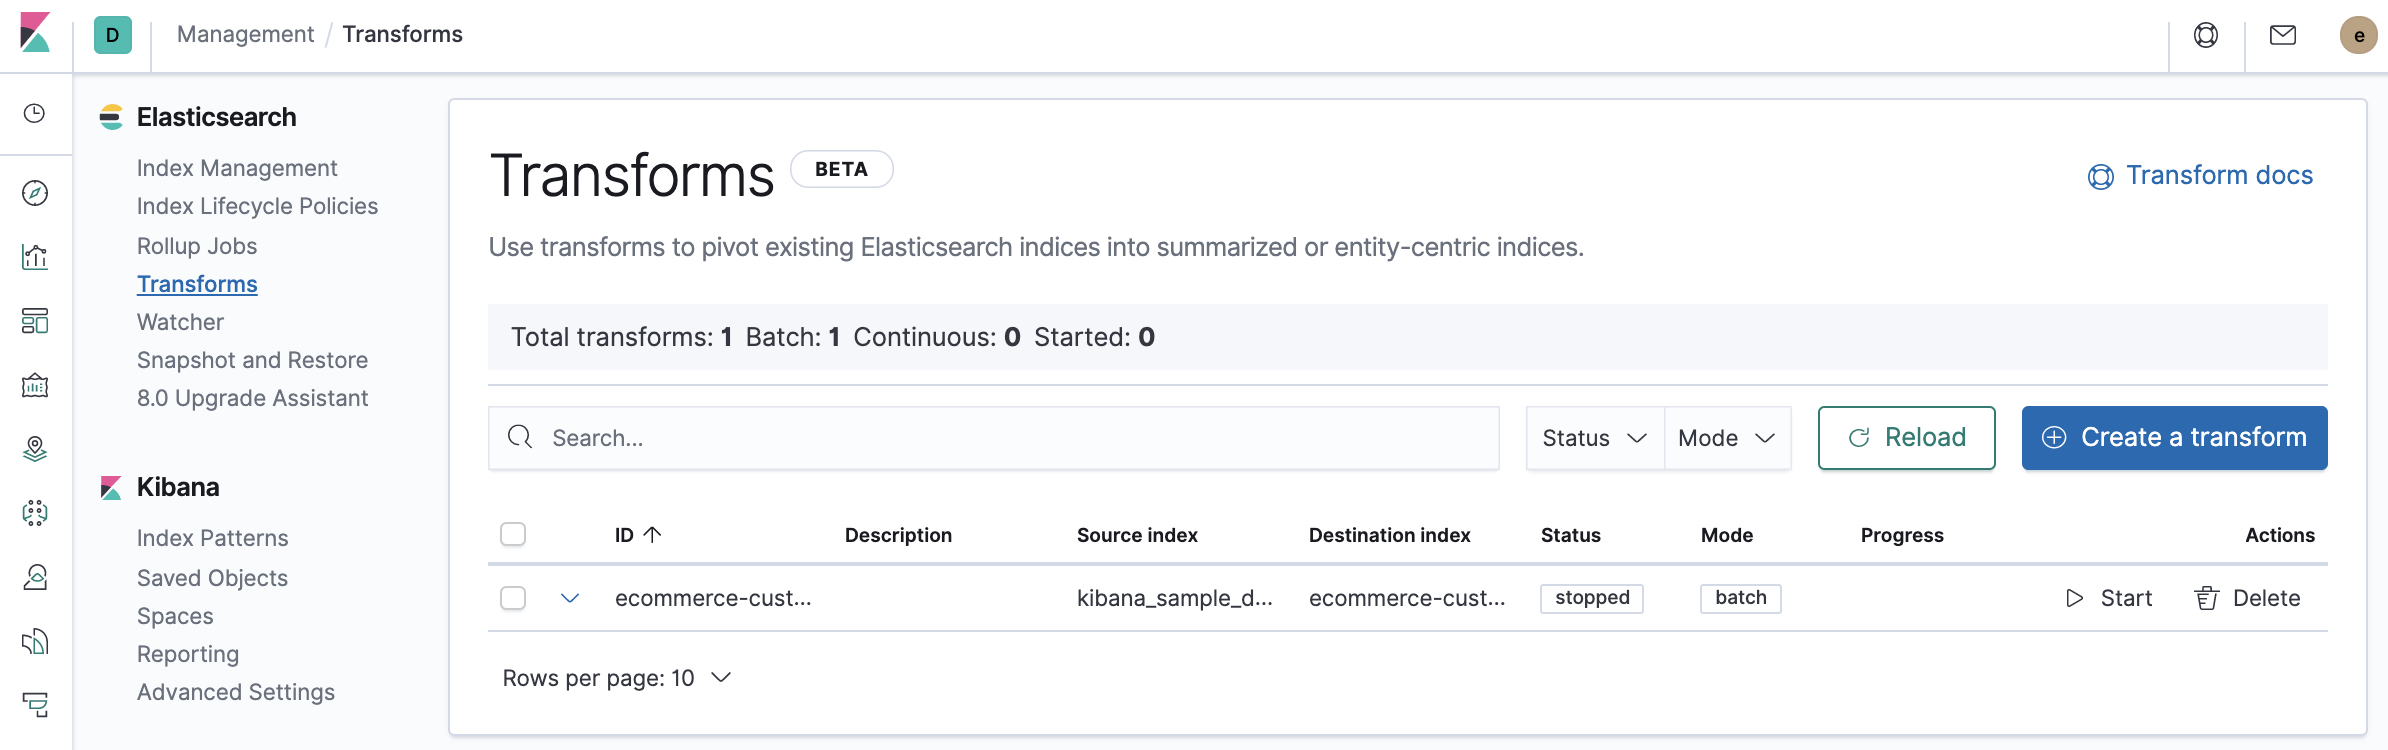 D Management / Transforms e
Elasticsearch
Index Management
Index Lifecycle Policies
Rollup Jobs
Transforms
Watcher
Snapshot and Restore
8.0 Upgrade Assistant
Kibana
Index Patterns
Saved Objects
Spaces
Reporting
Advanced Settings
Transforms BETA Transform docs
Use transforms to pivot existing Elasticsearch indices into summarized or entity-centric indices.
Total transforms: 1 Batch: 1 Continuous: 0 Started: 0
Search... Status Mode Reload Create a transform
ID Description Source index Destination index Status Mode Progress Actions
ecommerce-cust... kibana_sample_d... ecommerce-cust... stopped batch Start Delete
Rows per page: 10